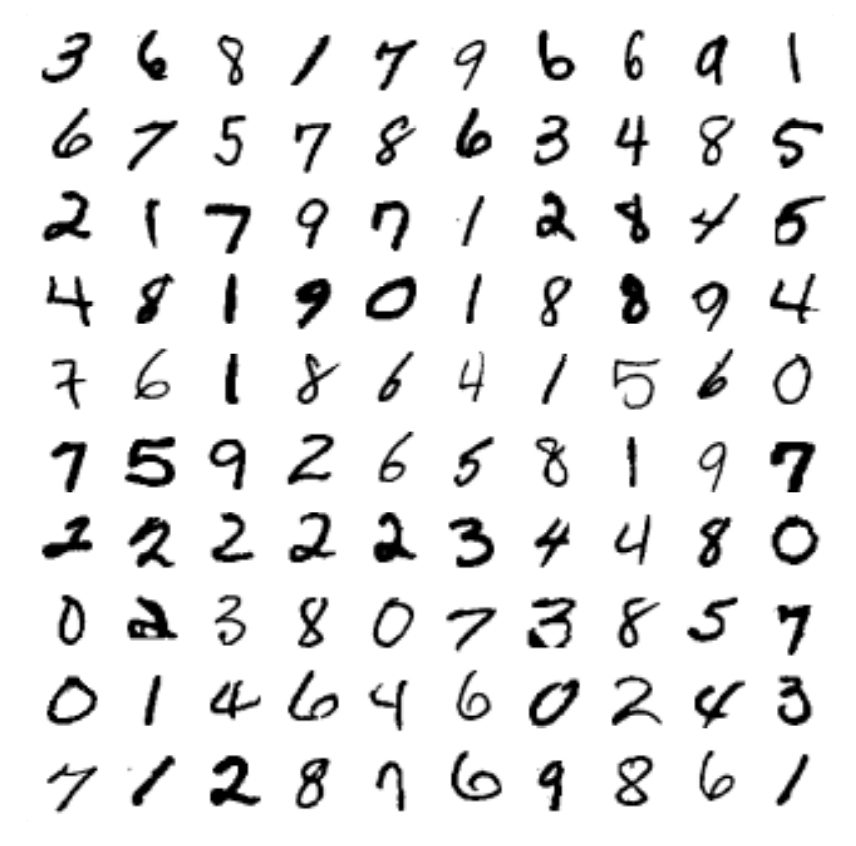 3 6 8 1 7 9 6 6 9 1
6 7 5 7 8 6 3 4 8 5
2 1 7 9 7 1 2 8 4 5
4 8 1 9 0 1 8 8 9 4
7 6 1 8 6 4 1 5 6 0
7 5 9 2 6 5 8 1 9 7
2 2 2 2 2 3 4 4 8 0
0 2 3 8 0 7 3 8 5 7
0 1 4 6 4 6 0 2 4 3
7 1 2 8 7 6 9 8 6 1